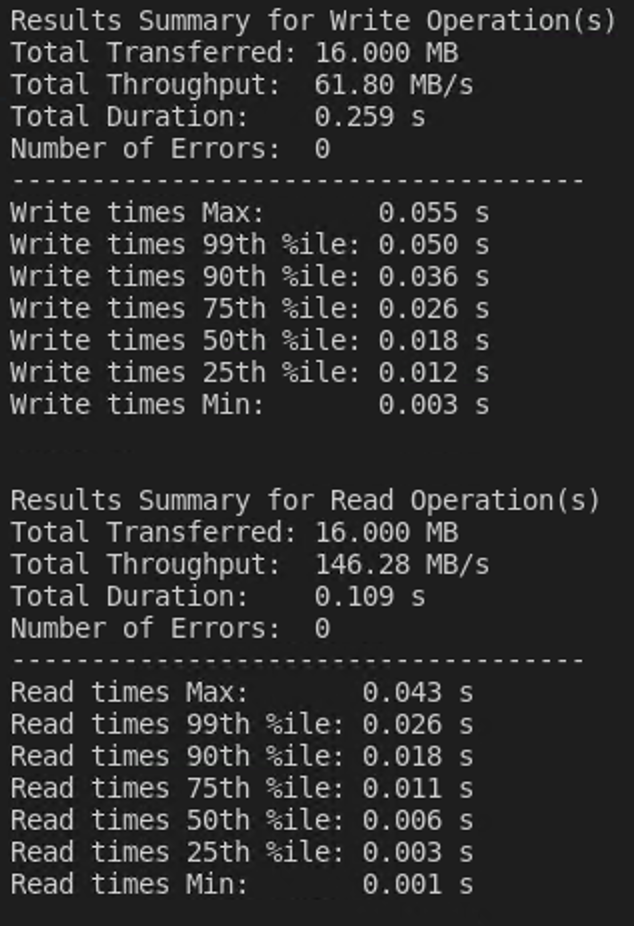 Results Summary for Write Operation(s)
Total Transferred: 16.000 MB
Total Throughput:  61.80 MB/s
Total Duration:    0.259 s
Number of Errors:  0
------------------------------------
Write times Max:       0.055 s
Write times 99th %ile: 0.050 s
Write times 90th %ile: 0.036 s
Write times 75th %ile: 0.026 s
Write times 50th %ile: 0.018 s
Write times 25th %ile: 0.012 s
Write times Min:       0.003 s
Results Summary for Read Operation(s)
Total Transferred: 16.000 MB
Total Throughput:  146.28 MB/s
Total Duration:    0.109 s
Number of Errors:  0
------------------------------------
Read times Max:       0.043 s
Read times 99th %ile: 0.026 s
Read times 90th %ile: 0.018 s
Read times 75th %ile: 0.011 s
Read times 50th %ile: 0.006 s
Read times 25th %ile: 0.003 s
Read times Min:       0.001 s